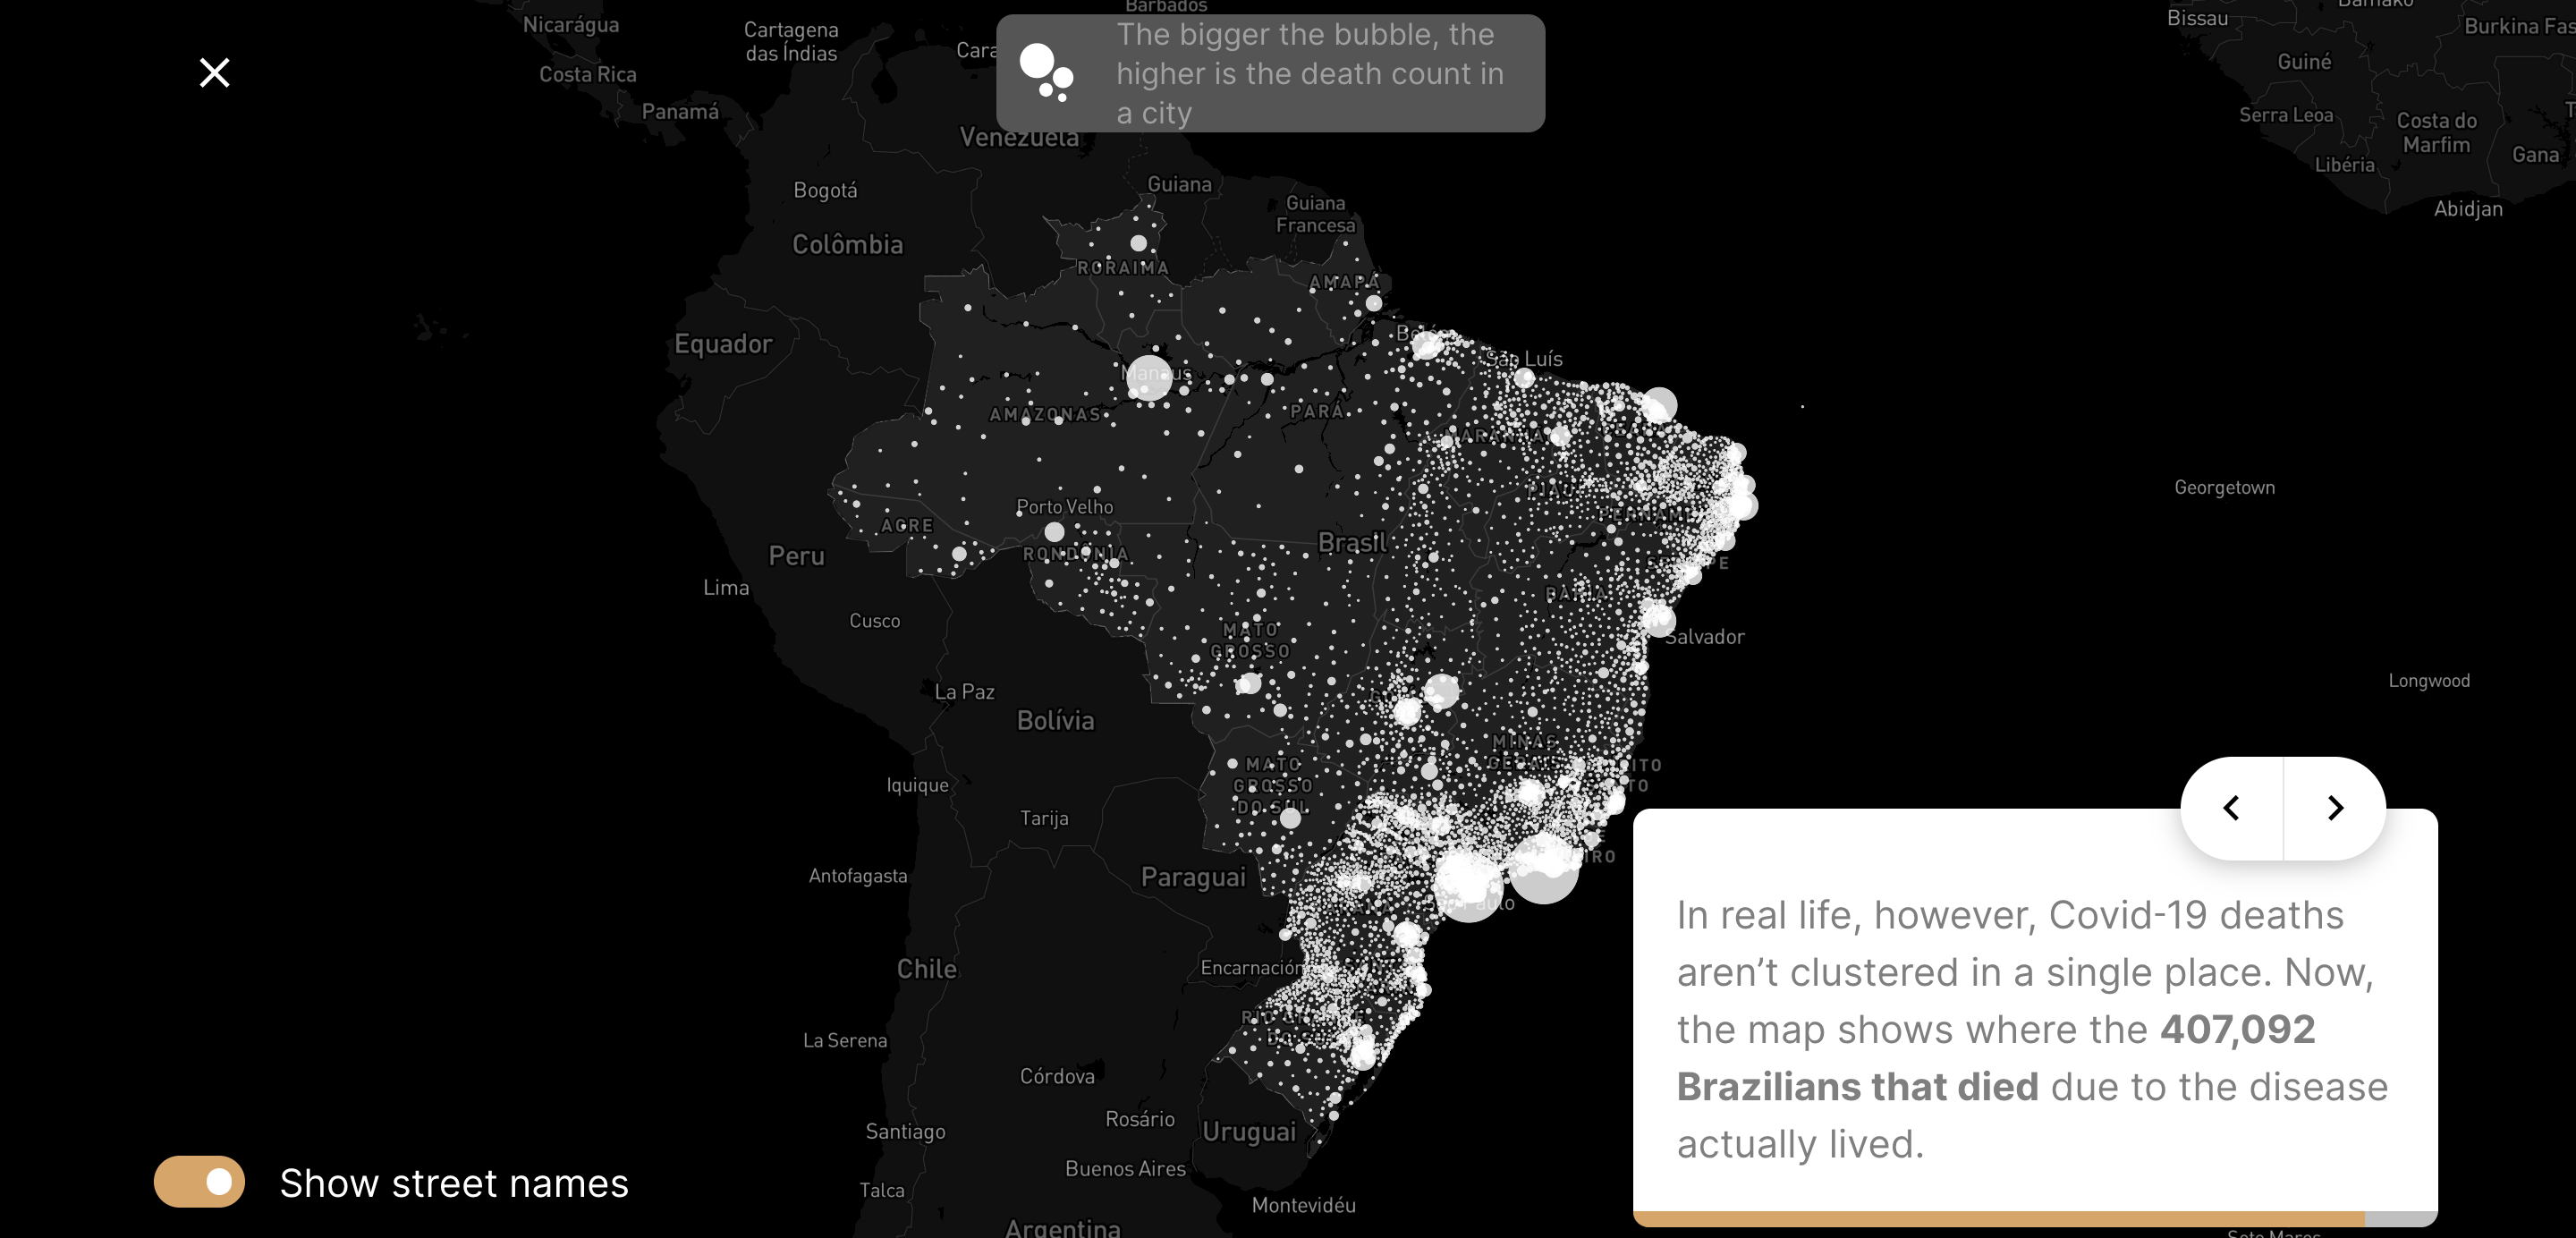 Barbados
Nicarágua
Cartagena
das Índias
Costa Rica
Panamá
Venezuela
The bigger the bubble, the
higher is the death count in
a city
Bissau
Bamako
Guiné
Serra Leoa
Costa do
Marfim
Gana
Libéria
Abidjan
Bogotá
Guiana
Guiana
Francesa
Colômbia
RORAIMA
AMAPÁ
Equador
São Luís
Manaus
AMAZONAS
PARÁ
Georgetown
Porto Velho
ACRE
RONDÔNIA
Brasil
Peru
Lima
Cusco
BAHIA
MATO
GROSSO
Salvador
Longwood
La Paz
Bolívia
MINAS
GERAIS
MATO
GROSSO
DO SUL
Iquique
Tarija
Antofagasta
Paraguai
Encarnación
Chile
La Serena
Córdova
Rosário
Santiago
Uruguai
Buenos Aires
Talca
Montevidéu
Argentina
Show street names
In real life, however, Covid-19 deaths
aren’t clustered in a single place. Now,
the map shows where the 407,092
Brazilians that died due to the disease
actually lived.